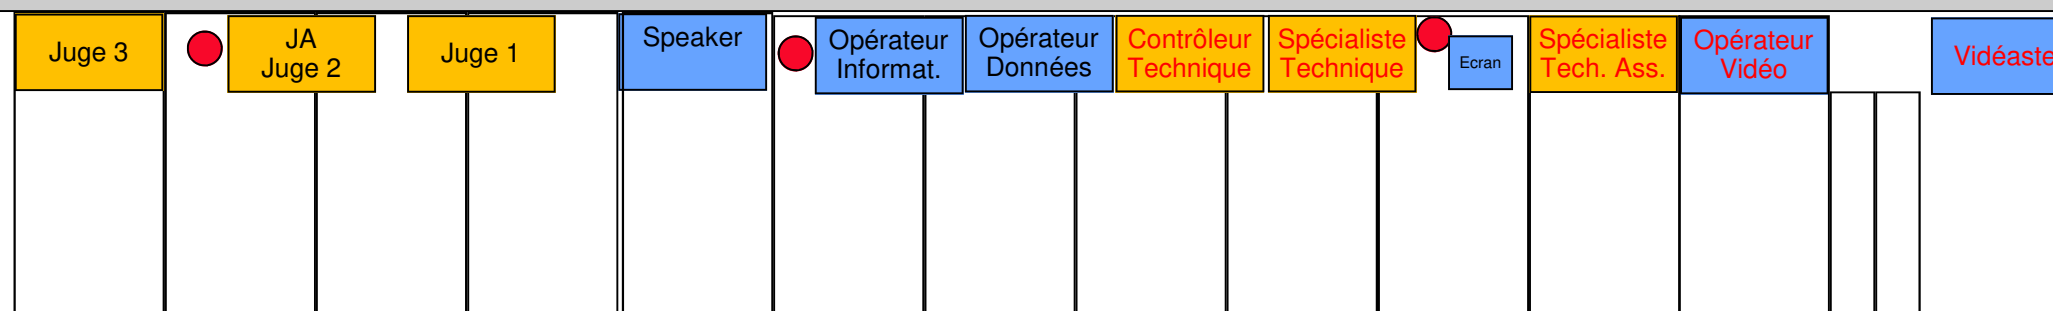 Juge 3
JA
Juge 2
Juge 1
Speaker
Opérateur
Informat.
Opérateur
Données
Contrôleur
Technique
Spécialiste
Technique
Ecran
Spécialiste
Tech. Ass.
Opérateur
Vidéo
Vidéaste